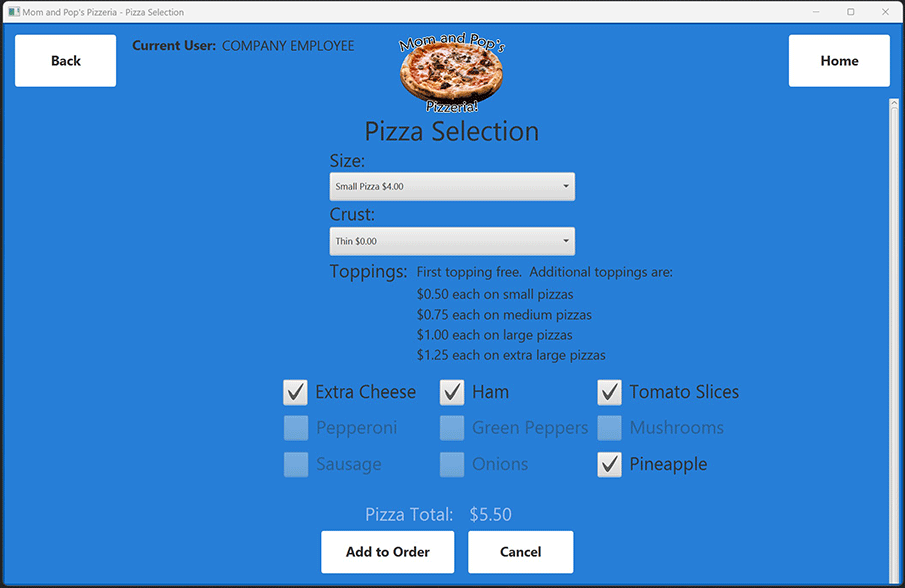 Mom and Pop's Pizzeria - Pizza Selection
Back
Current User: COMPANY EMPLOYEE
Mom and Pop's
Pizzeria!
Home
Pizza Selection
Size:
Small Pizza $4.00
Crust:
Thin $0.00
Toppings: First topping free. Additional toppings are:
$0.50 each on small pizzas
$0.75 each on medium pizzas
$1.00 each on large pizzas
$1.25 each on extra large pizzas
Extra Cheese Ham Tomato Slices
Pepperoni Green Peppers Mushrooms
Sausage Onions Pineapple
Pizza Total: $5.50
Add to Order Cancel